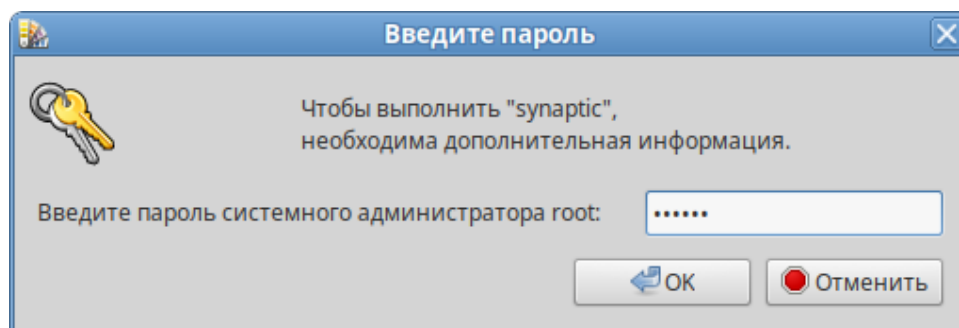 Введите пароль
Чтобы выполнить "synaptic",
необходима дополнительная информация.
Введите пароль системного администратора root: ••••••
OK Отменить